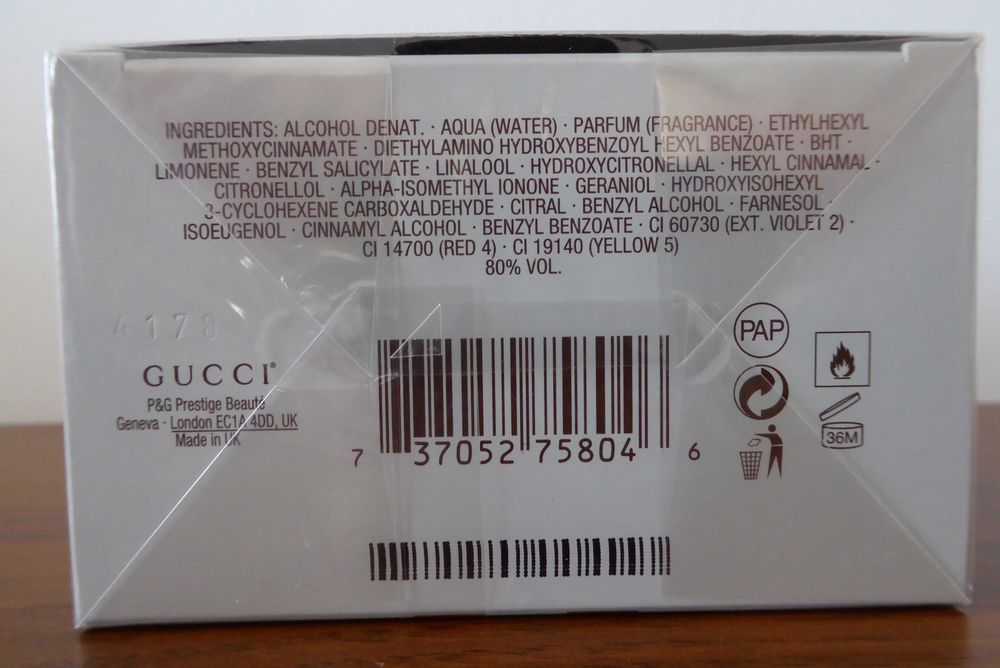 INGREDIENTS: ALCOHOL DENAT. · AQUA (WATER) · PARFUM (FRAGRANCE) · ETHYLHEXYL
METHOXYCINNAMATE · DIETHYLAMINO HYDROXYBENZOYL HEXYL BENZOATE · BHT ·
LIMONENE · BENZYL SALICYLATE · LINALOOL · HYDROXYCITRONELLAL · HEXYL CINNAMAL ·
CITRONELLOL · ALPHA-ISOMETHYL IONONE · GERANIOL · HYDROXYISOHEXYL
3-CYCLOHEXENE CARBOXALDEHYDE · CITRAL · BENZYL ALCOHOL · FARNESOL ·
ISOEUGENOL · CINNAMYL ALCOHOL · BENZYL BENZOATE · CI 60730 (EXT. VIOLET 2) ·
CI 14700 (RED 4) · CI 19140 (YELLOW 5)
80% VOL.
4178
GUCCI®
P&G Prestige Beauté
Geneva · London EC1A 4DD, UK
Made in UK
7 37052 75804 6
PAP
36M